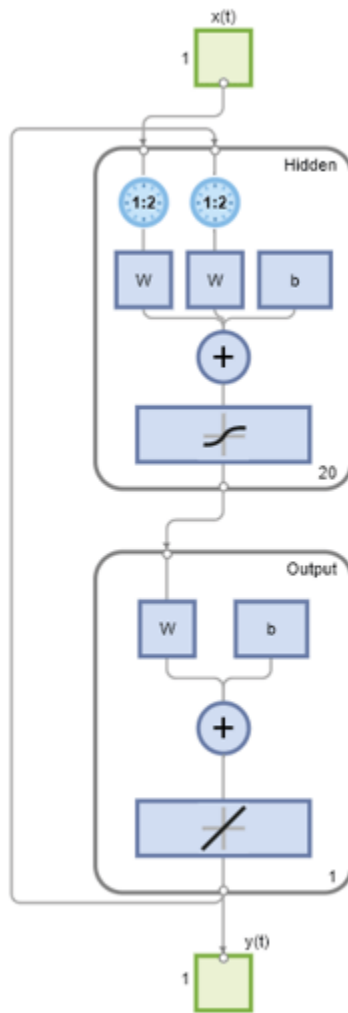 x(t)
1
Hidden
1:2 1:2
W W b
+
20
Output
W b
+
1
y(t)
1